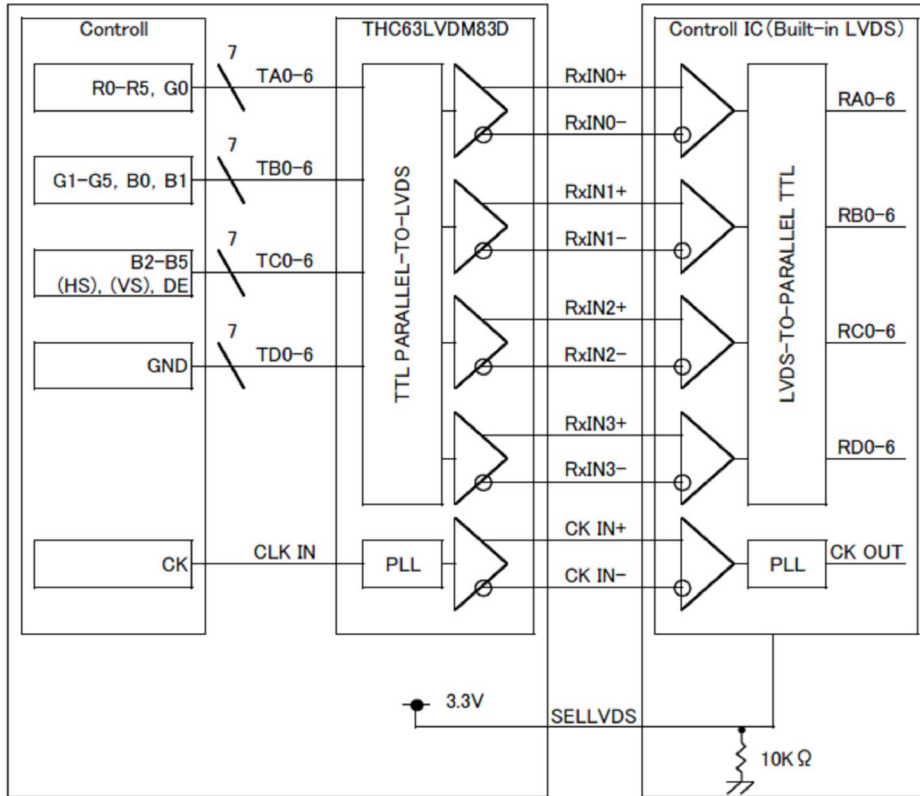 Controll
THC63LVDM83D
Controll IC(Built-in LVDS)
7
R0-R5, G0
TA0-6
RxIN0+
RxIN0-
RA0-6
7
G1-G5, B0, B1
TB0-6
RxIN1+
RxIN1-
RB0-6
7
B2-B5
(HS), (VS), DE
TC0-6
RxIN2+
RxIN2-
RC0-6
7
GND
TD0-6
RxIN3+
RxIN3-
RD0-6
TTL PARALLEL-TO-LVDS
LVDS-TO-PARALLEL TTL
CK
CLK IN
PLL
CK IN+
CK IN-
PLL
CK OUT
3.3V
SELLVDS
10KΩ